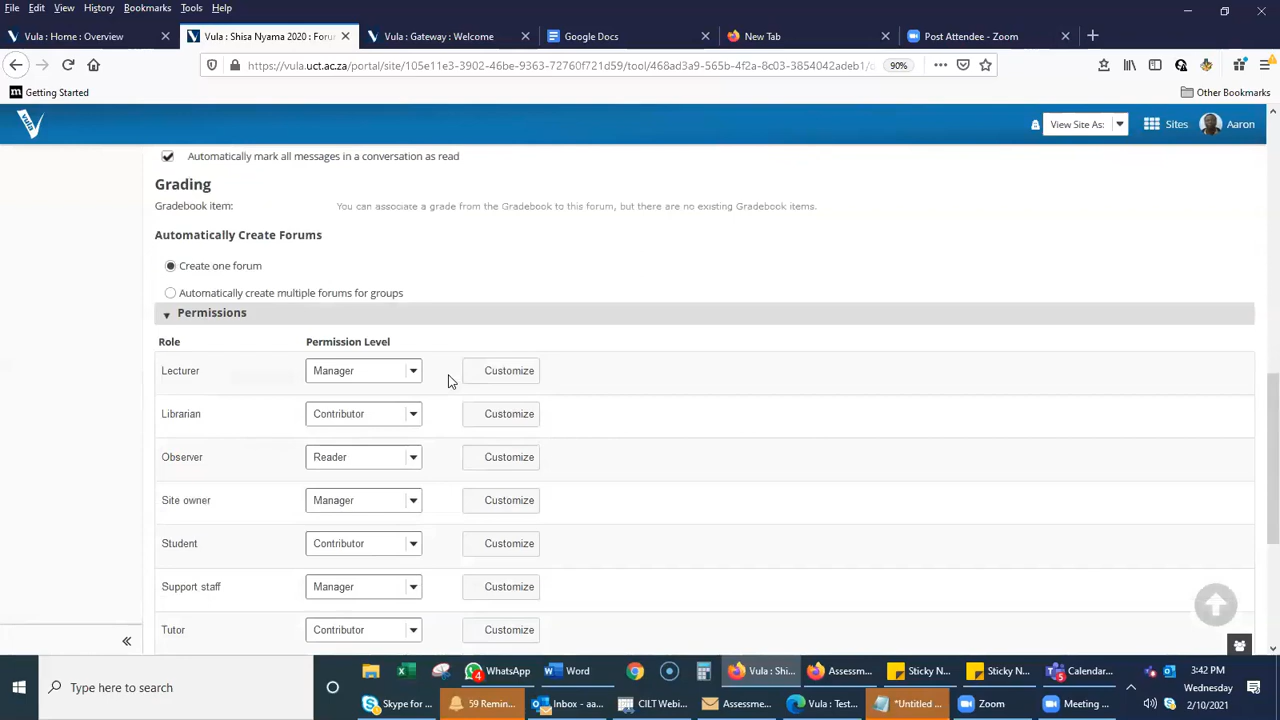 File Edit View History Bookmarks Tools Help
Vula : Home : Overview × Vula : Shisa Nyama 2020 : Foru × Vula : Gateway : Welcome × Google Docs × New Tab × Post Attendee - Zoom × +
https://vula.uct.ac.za/portal/site/105e11e3-3902-46be-9363-72760f721d59/tool/468ad3a9-565b-4f2a-8c03-3854042adeb1/ 90%
Getting Started Other Bookmarks
vula View Site As: Sites Aaron
Automatically mark all messages in a conversation as read
Grading
Gradebook item: You can associate a grade from the Gradebook to this forum, but there are no existing Gradebook items.
Automatically Create Forums
Create one forum
Automatically create multiple forums for groups
Permissions
Role Permission Level
Lecturer Manager Customize
Librarian Contributor Customize
Observer Reader Customize
Site owner Manager Customize
Student Contributor Customize
Support staff Manager Customize
Tutor Contributor Customize
Type here to search WhatsApp Word Vula : Shi... Assessm... Sticky N... Sticky N... Calendar... 3:42 PM
Wednesday
Skype for ... 59 Remin... Inbox - aa... CILT Webi... Assessme... Vula : Test... *Untitled ... Zoom Meeting ... 2/10/2021